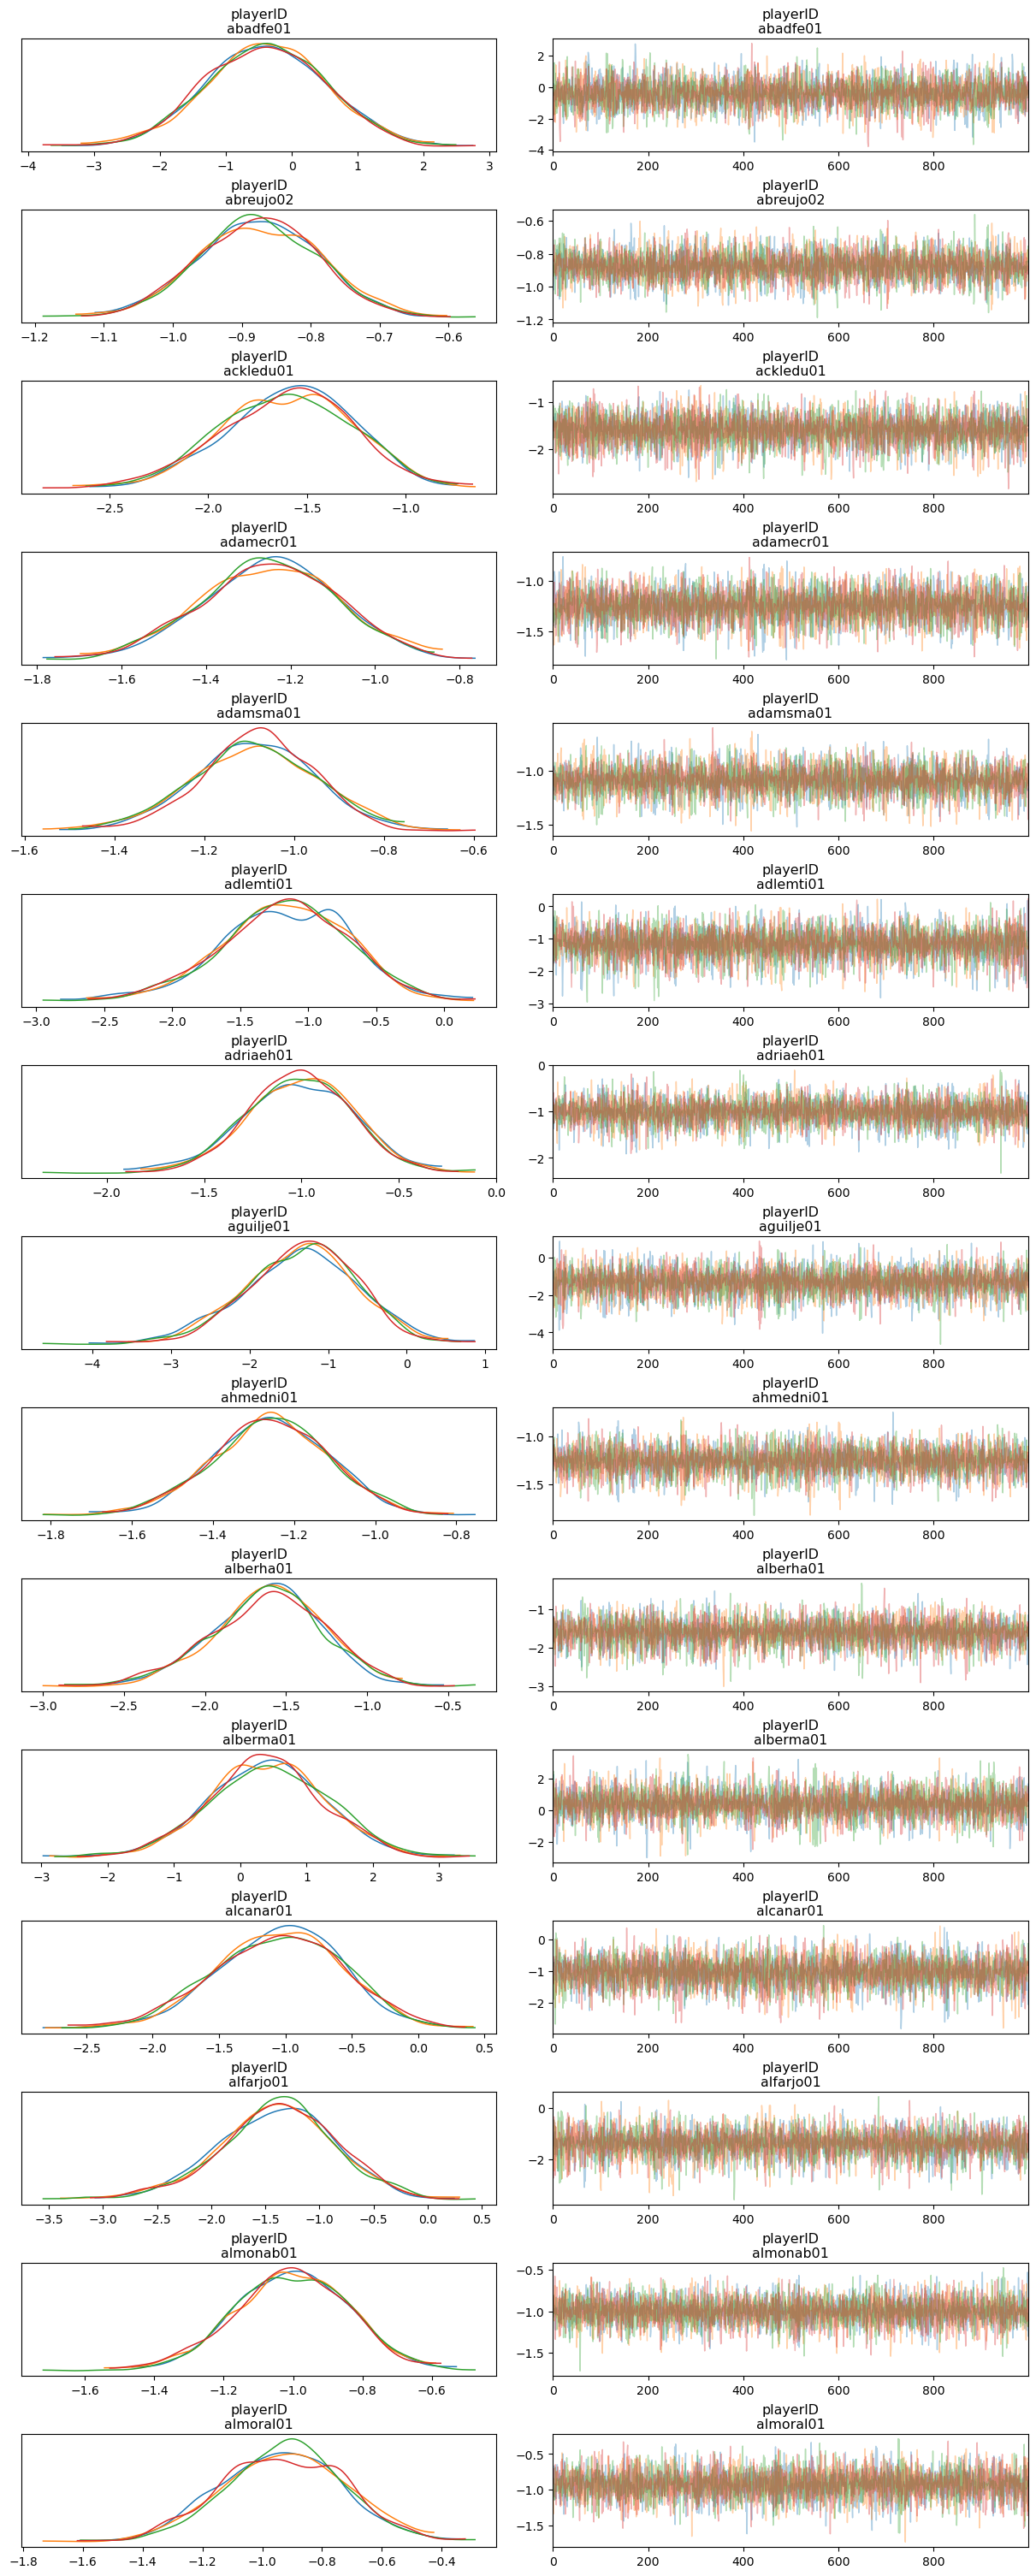 playerID
abadfe01
−4 −3 −2 −1 0 1 2 3
playerID
abadfe01
2
0
−2
−4
0 200 400 600 800
playerID
abreujo02
−1.2 −1.1 −1.0 −0.9 −0.8 −0.7 −0.6
playerID
abreujo02
−0.6
−0.8
−1.0
−1.2
0 200 400 600 800
playerID
ackledu01
−2.5 −2.0 −1.5 −1.0
playerID
ackledu01
−1
−2
0 200 400 600 800
playerID
adamecr01
−1.8 −1.6 −1.4 −1.2 −1.0 −0.8
playerID
adamecr01
−1.0
−1.5
0 200 400 600 800
playerID
adamsma01
−1.6 −1.4 −1.2 −1.0 −0.8 −0.6
playerID
adamsma01
−1.0
−1.5
0 200 400 600 800
playerID
adlemti01
−3.0 −2.5 −2.0 −1.5 −1.0 −0.5 0.0
playerID
adlemti01
0
−1
−2
−3
0 200 400 600 800
playerID
adriaeh01
−2.0 −1.5 −1.0 −0.5 0.0
playerID
adriaeh01
0
−1
−2
0 200 400 600 800
playerID
aguilje01
−4 −3 −2 −1 0 1
playerID
aguilje01
0
−2
−4
0 200 400 600 800
playerID
ahmedni01
−1.8 −1.6 −1.4 −1.2 −1.0 −0.8
playerID
ahmedni01
−1.0
−1.5
0 200 400 600 800
playerID
alberha01
−3.0 −2.5 −2.0 −1.5 −1.0 −0.5
playerID
alberha01
−1
−2
−3
0 200 400 600 800
playerID
alberma01
−3 −2 −1 0 1 2 3
playerID
alberma01
2
0
−2
0 200 400 600 800
playerID
alcanar01
−2.5 −2.0 −1.5 −1.0 −0.5 0.0 0.5
playerID
alcanar01
0
−1
−2
0 200 400 600 800
playerID
alfarjo01
−3.5 −3.0 −2.5 −2.0 −1.5 −1.0 −0.5 0.0 0.5
playerID
alfarjo01
0
−2
0 200 400 600 800
playerID
almonab01
−1.6 −1.4 −1.2 −1.0 −0.8 −0.6
playerID
almonab01
−0.5
−1.0
−1.5
0 200 400 600 800
playerID
almoral01
−1.8 −1.6 −1.4 −1.2 −1.0 −0.8 −0.6 −0.4
playerID
almoral01
−0.5
−1.0
−1.5
0 200 400 600 800